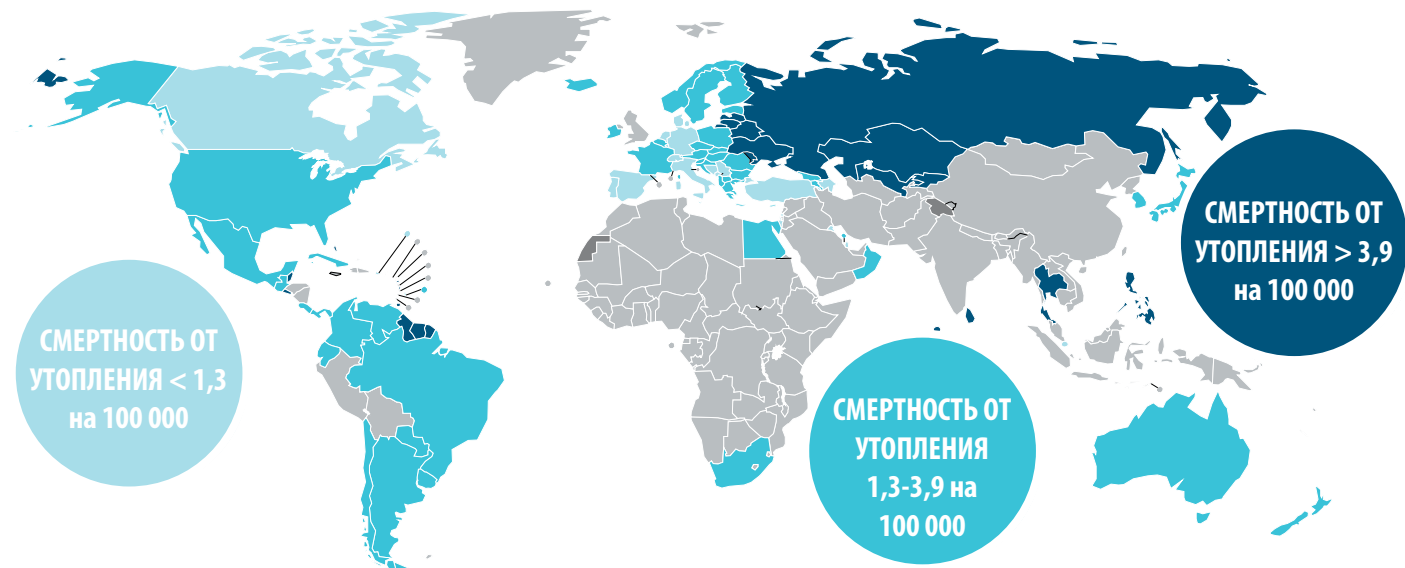 СМЕРТНОСТЬ ОТ
УТОПЛЕНИЯ < 1,3
на 100 000
СМЕРТНОСТЬ ОТ
УТОПЛЕНИЯ
1,3-3,9 на
100 000
СМЕРТНОСТЬ ОТ
УТОПЛЕНИЯ > 3,9
на 100 000